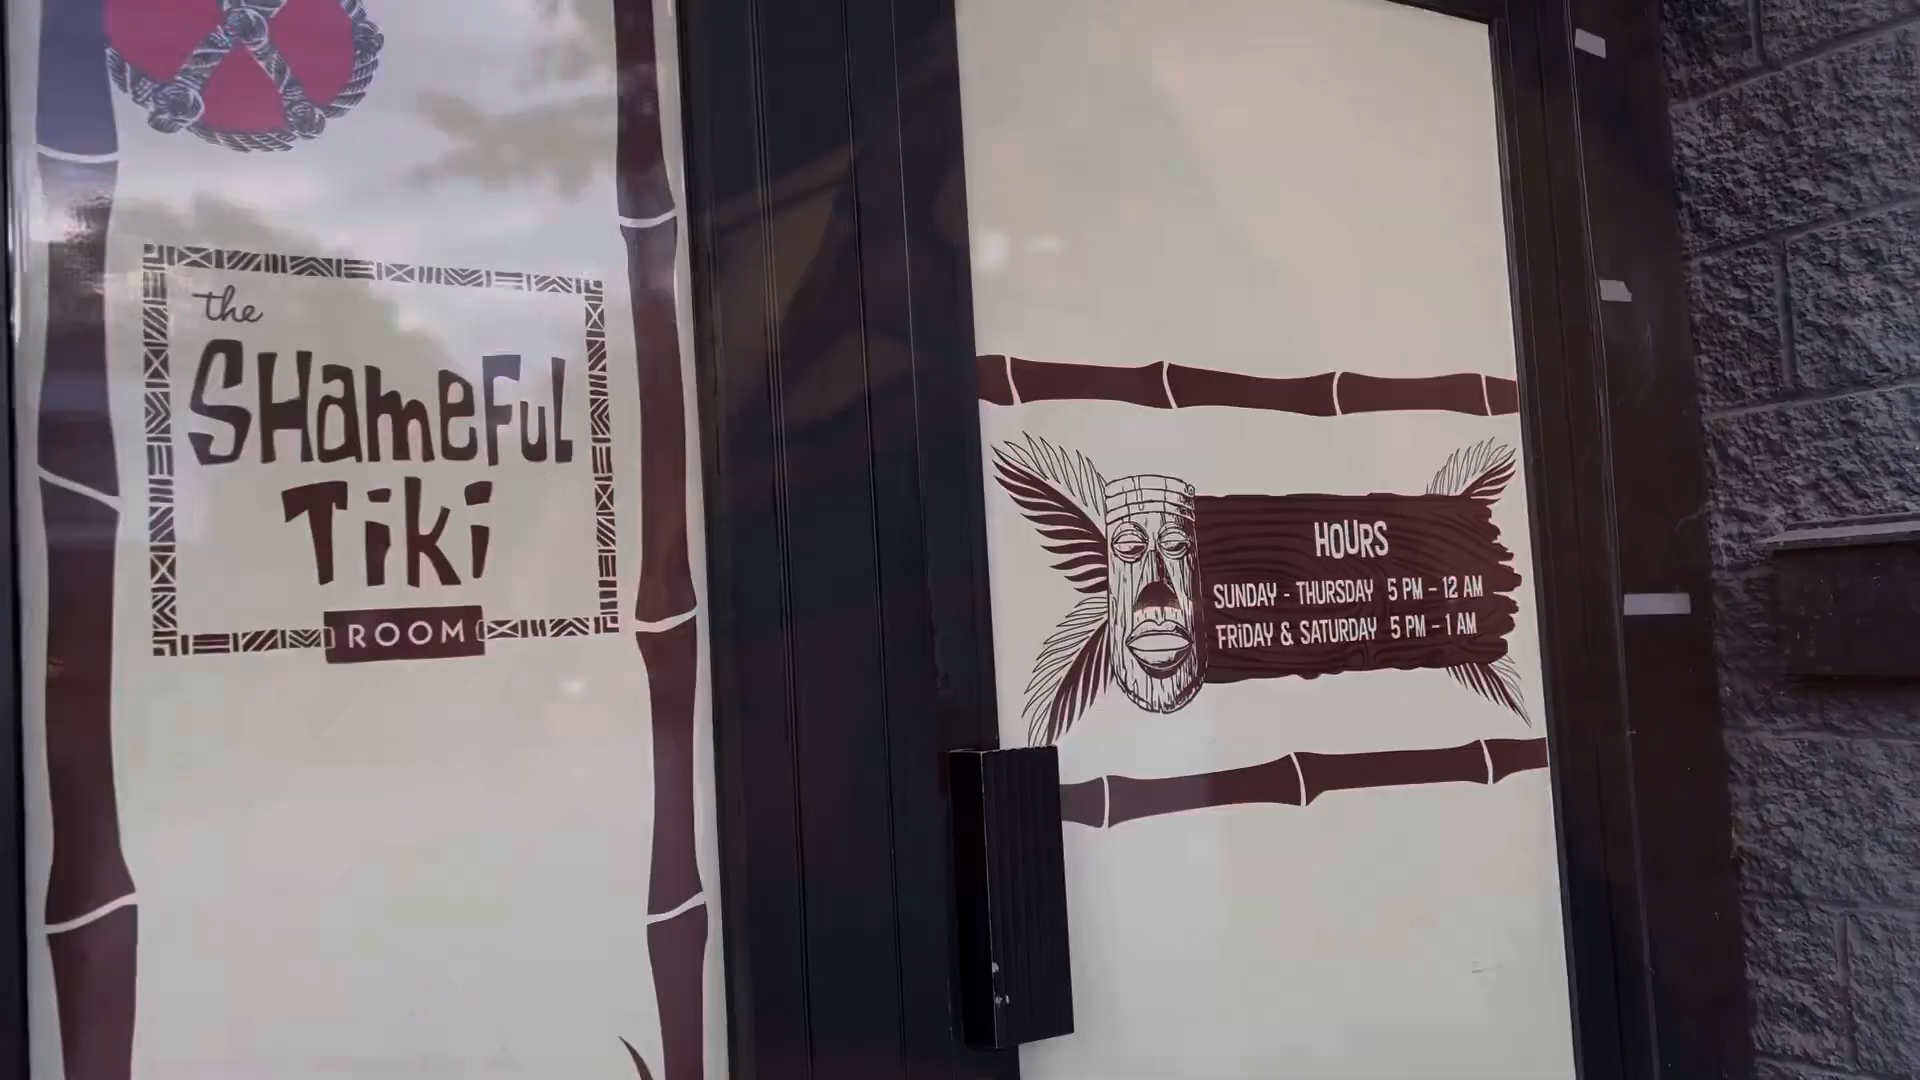 the
SHameFuL
Tiki
ROOM
HOURS
SUNDAY - THURSDAY 5 PM - 12 AM
FRiDAY & SATURDAY 5 PM - 1 AM